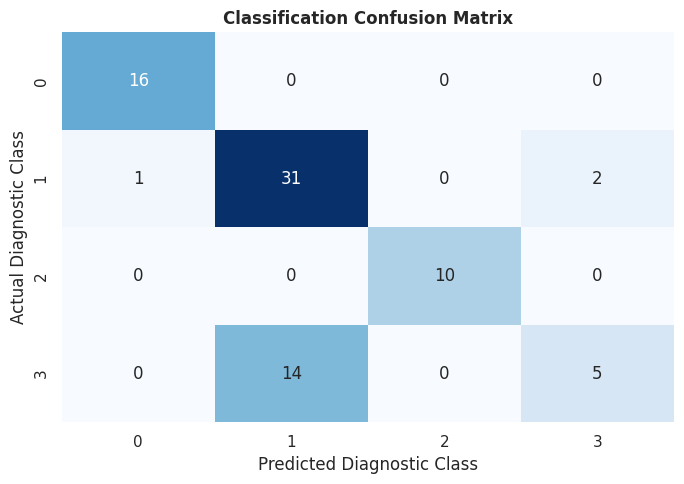 Classification Confusion Matrix
Actual Diagnostic Class
0 16 0 0 0
1 1 31 0 2
2 0 0 10 0
3 0 14 0 5
0 1 2 3
Predicted Diagnostic Class